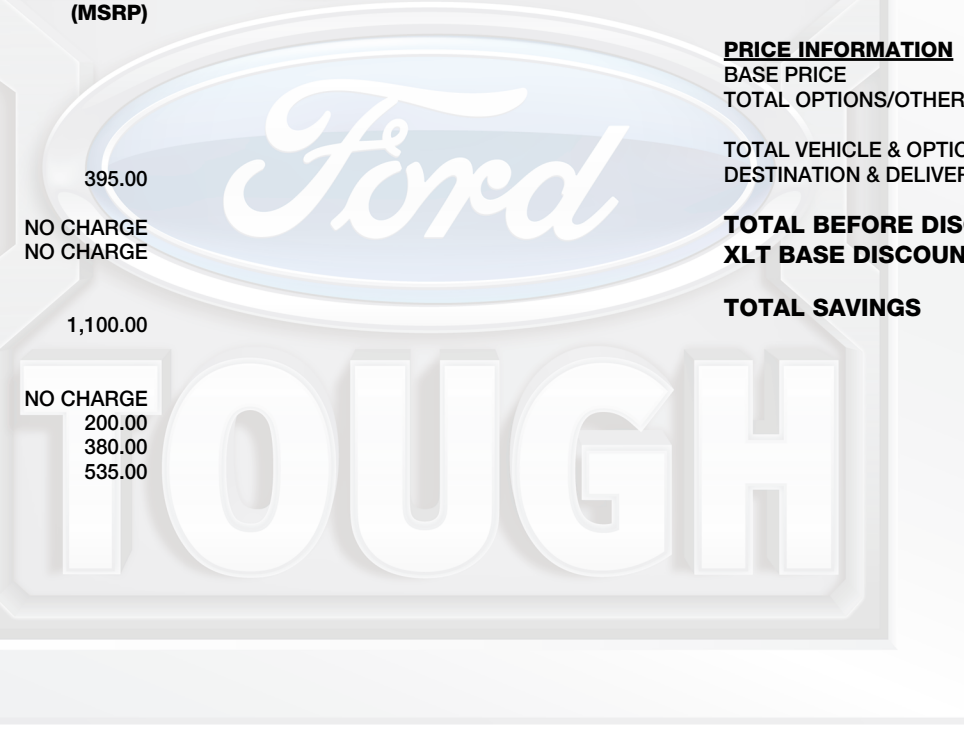 (MSRP)
395.00
NO CHARGE
NO CHARGE
1,100.00
NO CHARGE
200.00
380.00
535.00
PRICE INFORMATION
BASE PRICE
TOTAL OPTIONS/OTHER
TOTAL VEHICLE & OPTIO
DESTINATION & DELIVER
TOTAL BEFORE DIS
XLT BASE DISCOUN
TOTAL SAVINGS
Ford
TOUGH